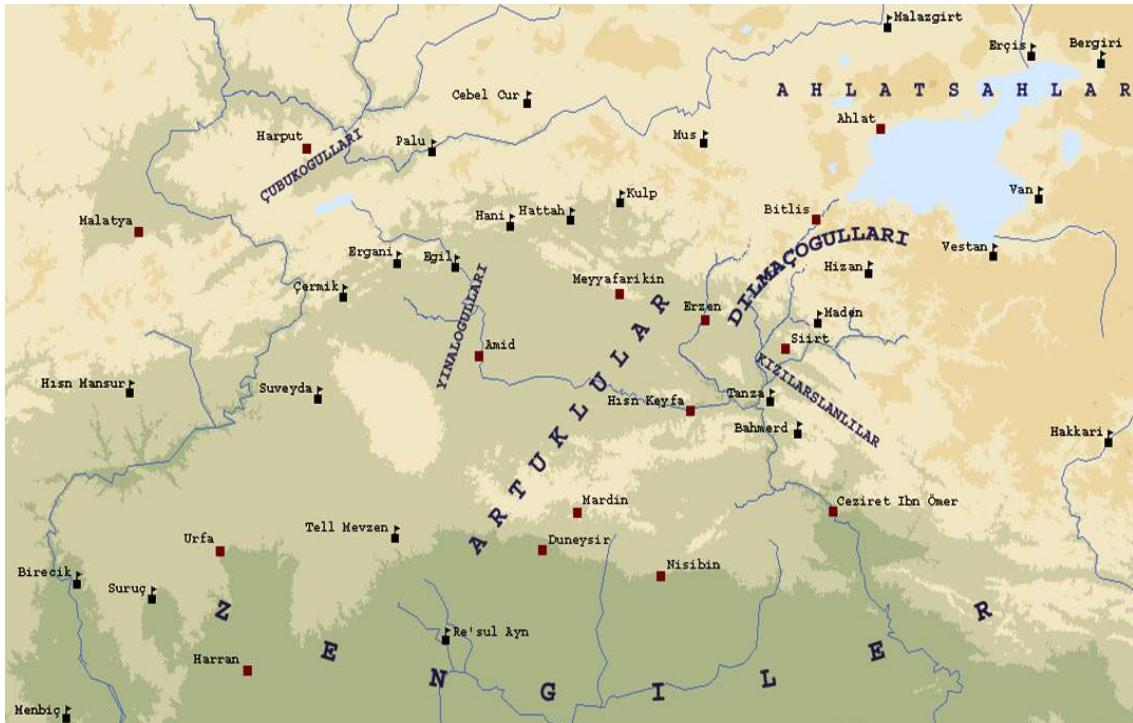 Malazgirt
Erçis
Bergiri
AHLATSAHLAR
Cebel Cur
Ahlat
Harput
Palu
Mus
ÇUBUKOGULLARI
Kulp
Van
Hani
Hattah
Bitlis
Malatya
DILMAÇOGULLARI
Vestan
Ergani
Egil
Hizan
Çermik
Meyyafarikin
YINALOGULLARI
Erzen
Maden
Siirt
Amid
ARTUKLULAR
KIZILARSLANLILAR
Hısn Mansur
Suveyda
Hısn Keyfa
Tanza
Bahmerd
Hakkari
Mardin
Ceziret Ibn Ömer
Tell Mevzen
Urfa
Duneysir
Birecik
Suruç
Nisibin
ZENGILER
Re'sul Ayn
Harran
Menbiç